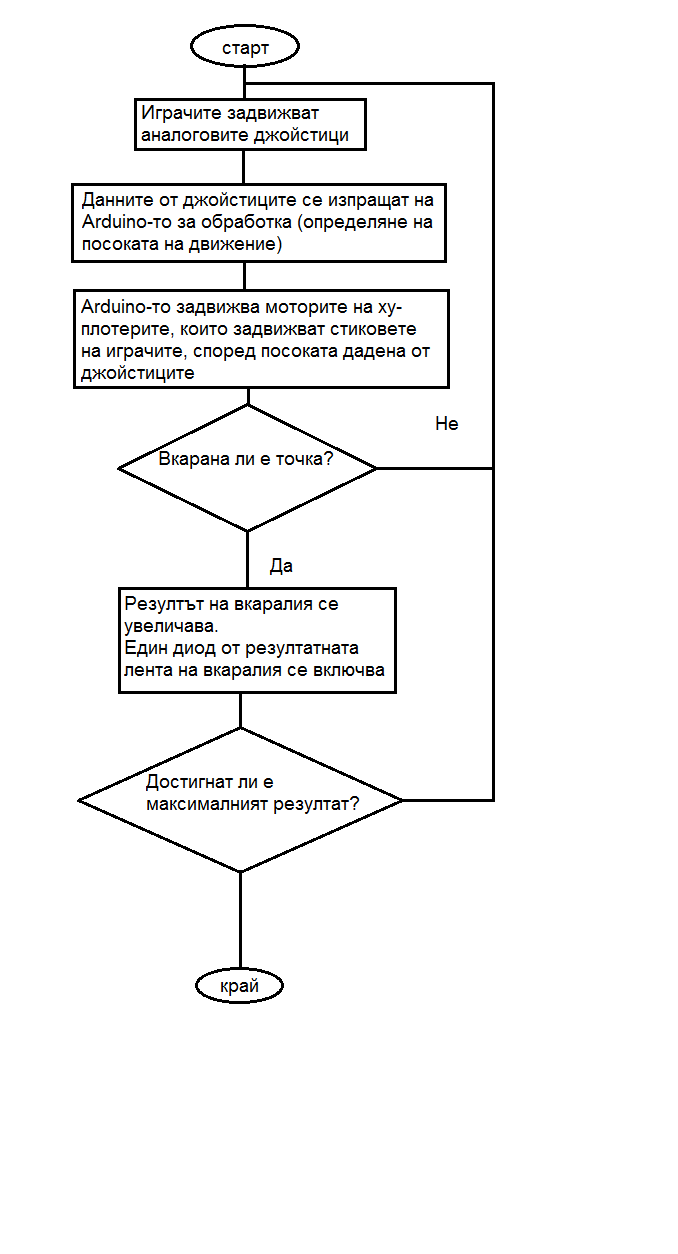 старт
Играчите задвижват
аналоговите джойстици
Данните от джойстиците се изпращат на
Arduino-то за обработка (определяне на
посоката на движение)
Arduino-то задвижва моторите на xy-
плотерите, които задвижват стиковете
на играчите, според посоката дадена от
джойстиците
Вкарана ли е точка?
Не
Да
Резултът на вкаралия се
увеличава.
Един диод от резултатната
лента на вкаралия се включва
Достигнат ли е
максималният резултат?
край